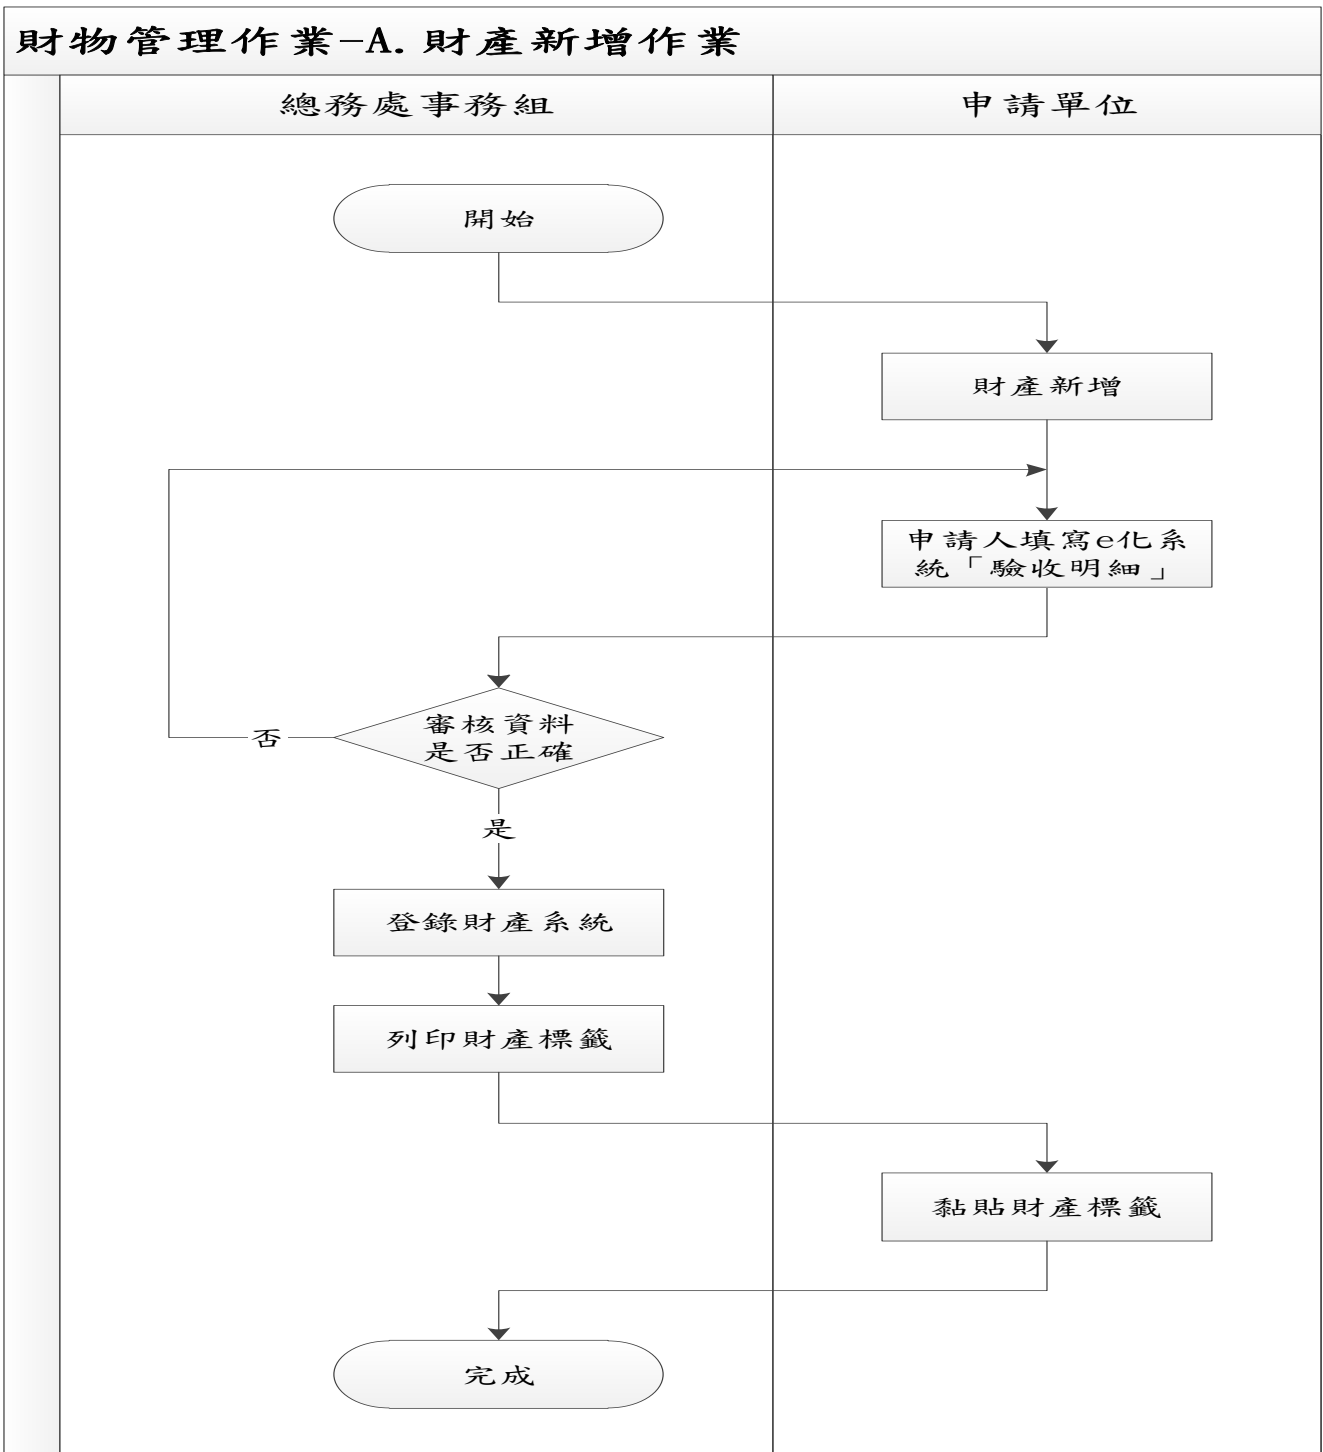 財物管理作業-A.財產新增作業
總務處事務組
申請單位
開始
財產新增
申請人填寫e化系
統「驗收明細」
審核資料
是否正確
否
是
登錄財產系統
列印財產標籤
黏貼財產標籤
完成